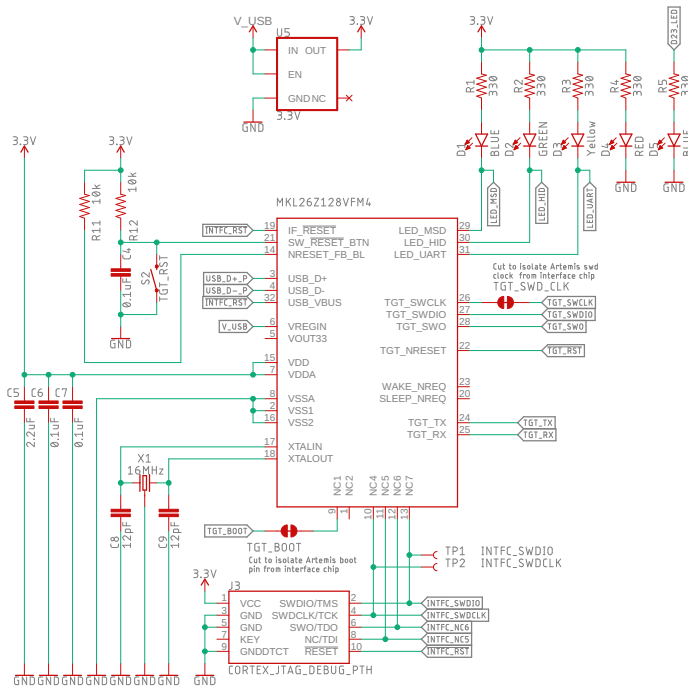 V_USB
U5
3.3V
IN OUT
EN
GND NC
3.3V
GND
3.3V
R1
330
R2
330
R3
330
R4
330
R5
330
D23_LED
D1
BLUE
D2
GREEN
D3
Yellow
D4
RED
D5
BLUE
GND
GND
LED_MSD
LED_HID
LED_UART
3.3V
3.3V
10k
R11
10k
R12
C4
0.1uF
S2
TGT_RST
GND
MKL26Z128VFM4
INTFC_RST
19
IF_RESET
21
SW_RESET_BTN
14
NRESET_FB_BL
USB_D+_P
3
USB_D+
USB_D-_P
4
USB_D-
INTFC_RST
32
USB_VBUS
V_USB
6
VREGIN
5
VOUT33
15
VDD
7
VDDA
8
VSSA
2
VSS1
16
VSS2
17
XTALIN
18
XTALOUT
LED_MSD
29
LED_HID
30
LED_UART
31
Cut to isolate Artemis swd
clock from interface chip
TGT_SWD_CLK
TGT_SWCLK
26
TGT_SWCLK
TGT_SWDIO
27
TGT_SWDIO
TGT_SWO
28
TGT_SWO
TGT_NRESET
22
TGT_RST
WAKE_NREQ
23
SLEEP_NREQ
20
TGT_TX
24
TGT_TX
TGT_RX
25
TGT_RX
NC1
NC2
NC4
NC5
NC6
NC7
9
1
10
11
12
13
C5
2.2uF
C6
0.1uF
C7
0.1uF
X1
16MHz
C8
12pF
C9
12pF
TGT_BOOT
TGT_BOOT
Cut to isolate Artemis boot
pin from interface chip
TP1 INTFC_SWDIO
TP2 INTFC_SWDCLK
3.3V
J3
1
VCC
SWDIO/TMS
2
INTFC_SWDIO
3
GND
SWDCLK/TCK
4
INTFC_SWDCLK
5
GND
SWO/TDO
6
INTFC_NC6
7
KEY
NC/TDI
8
INTFC_NC5
9
GNDDTCT
RESET
10
INTFC_RST
CORTEX_JTAG_DEBUG_PTH
GND GND GND GND GND GND GND GND